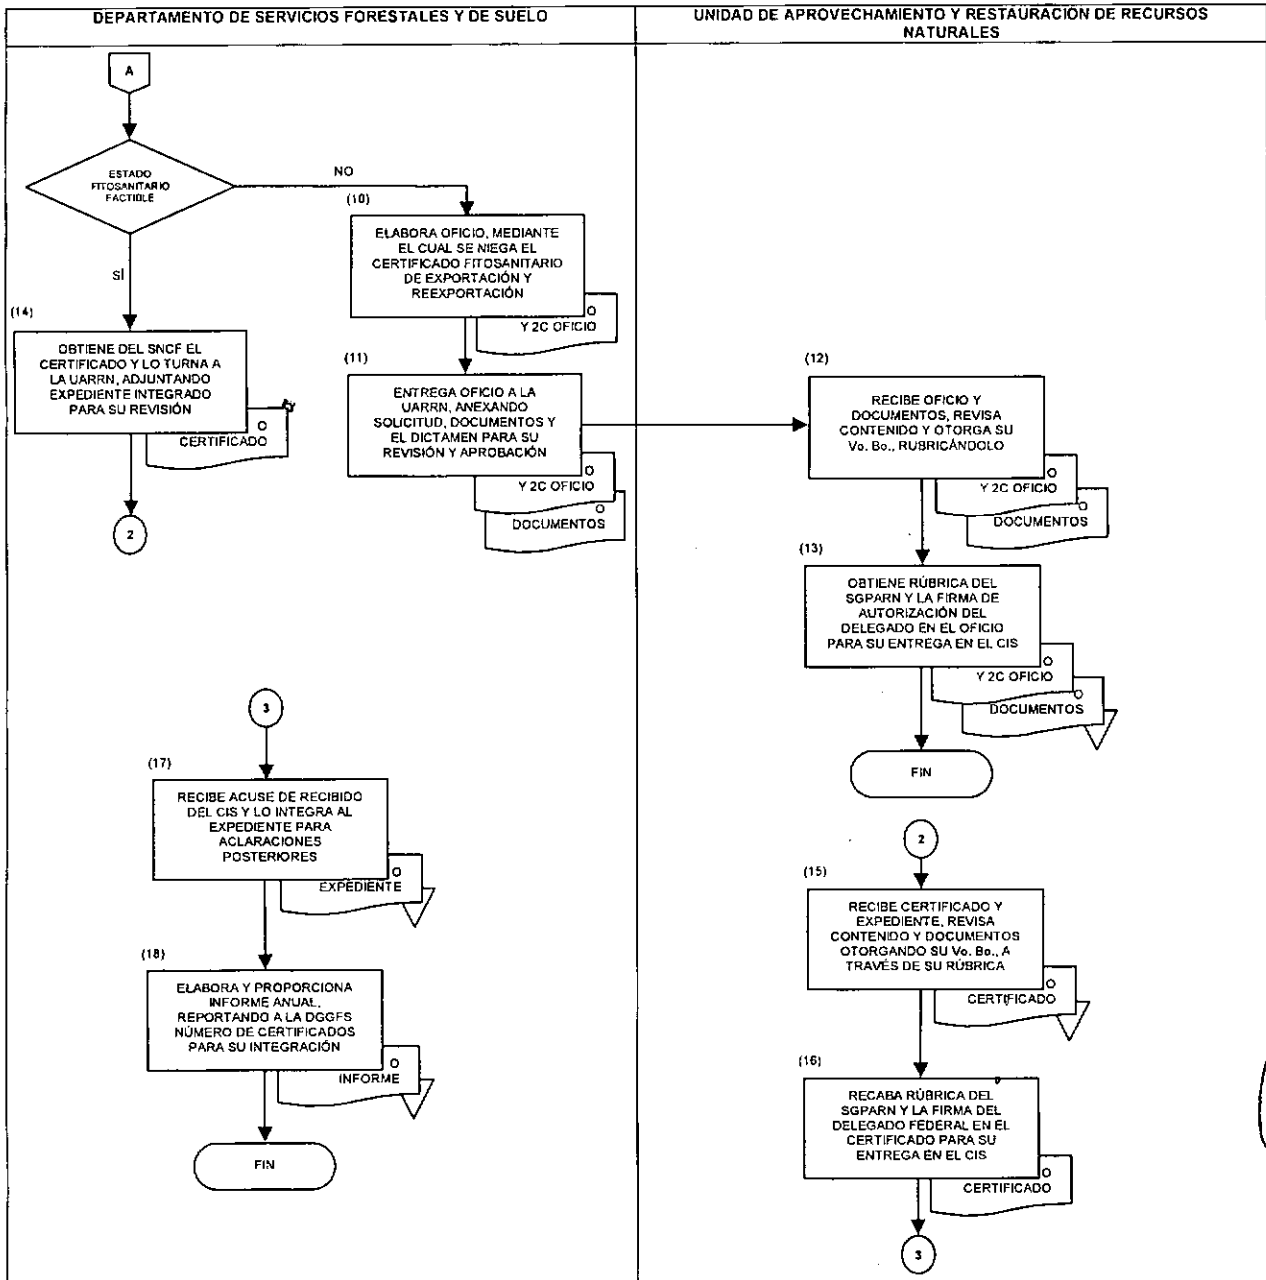 DEPARTAMENTO DE SERVICIOS FORESTALES Y DE SUELO
UNIDAD DE APROVECHAMIENTO Y RESTAURACIÓN DE RECURSOS
NATURALES
A
ESTADO
FITOSANITARIO
FACTIBLE
NO
SÍ
(10)
ELABORA OFICIO, MEDIANTE
EL CUAL SE NIEGA EL
CERTIFICADO FITOSANITARIO
DE EXPORTACIÓN Y
REEXPORTACIÓN
O
Y 2C OFICIO
(14)
OBTIENE DEL SNCF EL
CERTIFICADO Y LO TURNA A
LA UARRN, ADJUNTANDO
EXPEDIENTE INTEGRADO
PARA SU REVISIÓN
O
CERTIFICADO
2
(11)
ENTREGA OFICIO A LA
UARRN, ANEXANDO
SOLICITUD, DOCUMENTOS Y
EL DICTAMEN PARA SU
REVISIÓN Y APROBACIÓN
O
Y 2C OFICIO
O
DOCUMENTOS
(12)
RECIBE OFICIO Y
DOCUMENTOS, REVISA
CONTENIDO Y OTORGA SU
Vo. Bo., RUBRICÁNDOLO
O
Y 2C OFICIO
O
DOCUMENTOS
(13)
OBTIENE RÚBRICA DEL
SGPARN Y LA FIRMA DE
AUTORIZACIÓN DEL
DELEGADO EN EL OFICIO
PARA SU ENTREGA EN EL CIS
O
Y 2C OFICIO
O
DOCUMENTOS
FIN
3
(17)
RECIBE ACUSE DE RECIBIDO
DEL CIS Y LO INTEGRA AL
EXPEDIENTE PARA
ACLARACIONES
POSTERIORES
O
EXPEDIENTE
(18)
ELABORA Y PROPORCIONA
INFORME ANUAL,
REPORTANDO A LA DGGFS
NÚMERO DE CERTIFICADOS
PARA SU INTEGRACIÓN
O
INFORME
FIN
2
(15)
RECIBE CERTIFICADO Y
EXPEDIENTE, REVISA
CONTENIDO Y DOCUMENTOS
OTORGANDO SU Vo. Bo., A
TRAVÉS DE SU RÚBRICA
O
CERTIFICADO
(16)
RECABA RÚBRICA DEL
SGPARN Y LA FIRMA DEL
DELEGADO FEDERAL EN EL
CERTIFICADO PARA SU
ENTREGA EN EL CIS
O
CERTIFICADO
3